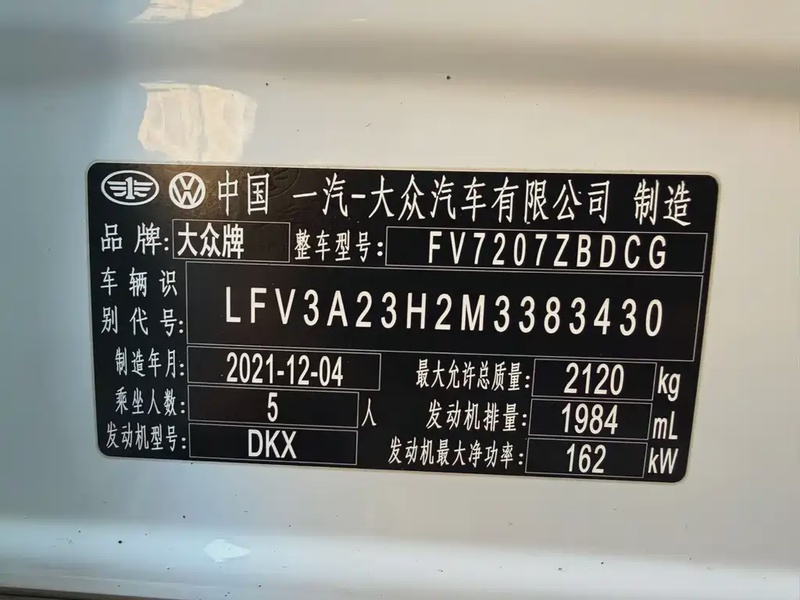 中国 一汽-大众汽车有限公司 制造
品牌: 大众牌 整车型号: FV7207ZBDCG
车辆识别代号: LFV3A23H2M3383430
制造年月: 2021-12-04 最大允许总质量: 2120 kg
乘坐人数: 5 人 发动机排量: 1984 mL
发动机型号: DKX 发动机最大净功率: 162 kW